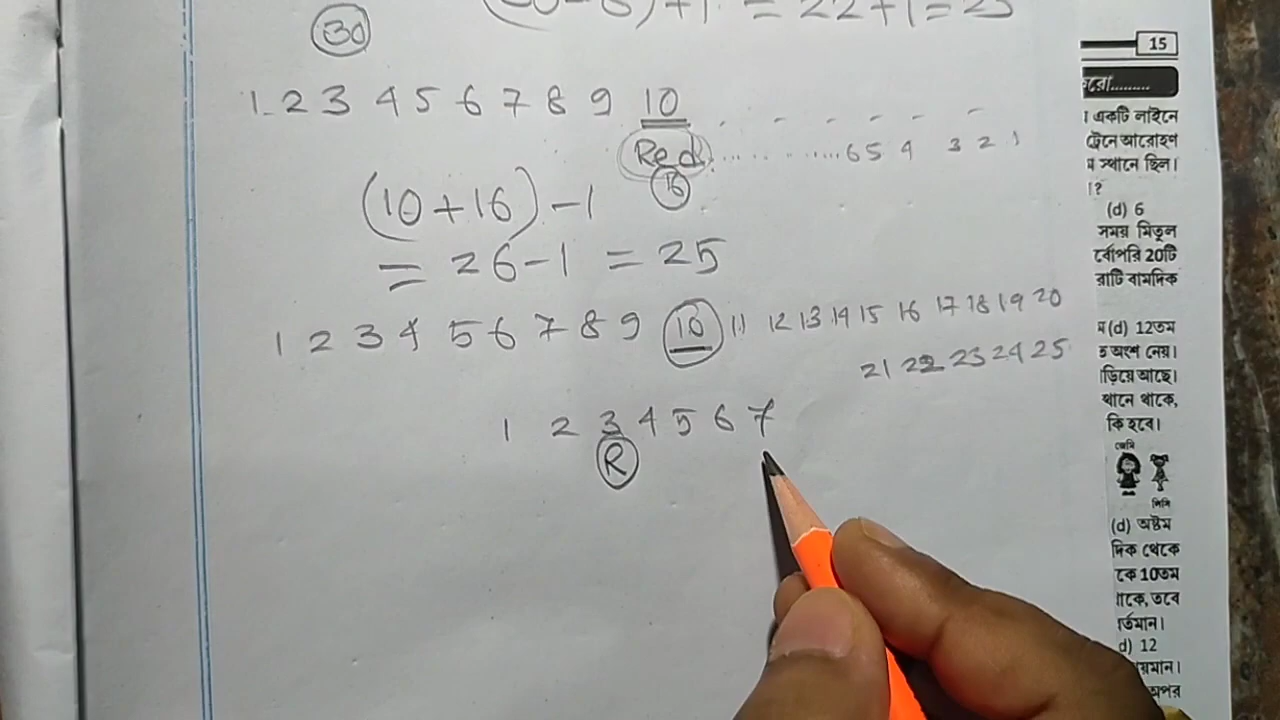 +1 = 22+1=23
30
1 2 3 4 5 6 7 8 9 10 . - - - - - -
Red ............ 6 5 4 3 2 1
16
(10+16)-1
= 26-1 = 25
1 2 3 4 5 6 7 8 9 10 11 12 13 14 15 16 17 18 19 20
21 22 23 24 25
1 2 3 4 5 6 7
R
15
একটি লাইনে
আরোহণ
স্থানে ছিল।
(d) 6
সময় মিতুল
20টি
রাটি বামদিক
(d) 12তম
অংশ নেয়।
ড়িয়ে আছে।
থানে থাকে,
কি হবে।
মিমি
(d) অষ্টম
দিক থেকে
কে 10তম
াকে, তবে
র্তমান।
d) 12
য়মান।
অপর